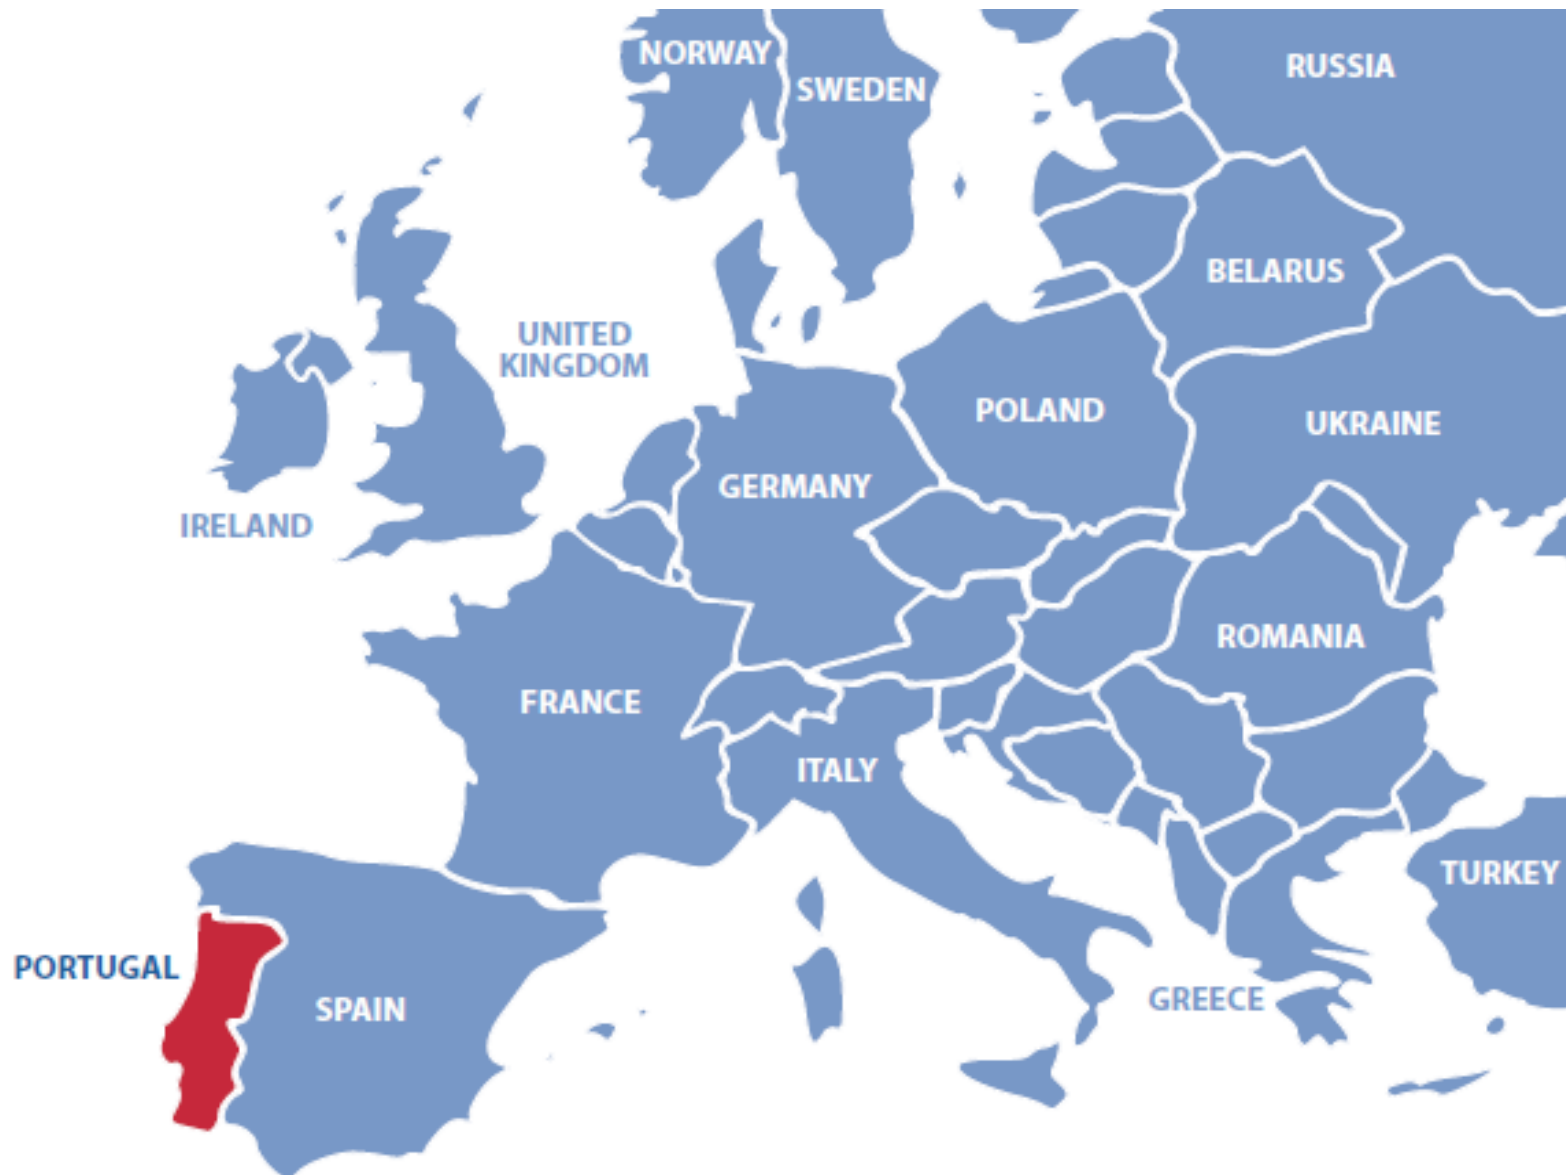 NORWAY
SWEDEN
RUSSIA
BELARUS
UNITED
KINGDOM
POLAND
UKRAINE
GERMANY
IRELAND
ROMANIA
FRANCE
ITALY
TURKEY
PORTUGAL
SPAIN
GREECE